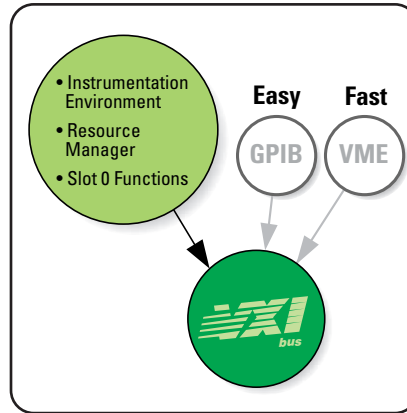 • Instrumentation
Environment
• Resource
Manager
• Slot 0 Functions
Easy
Fast
GPIB
VME
VXI
bus